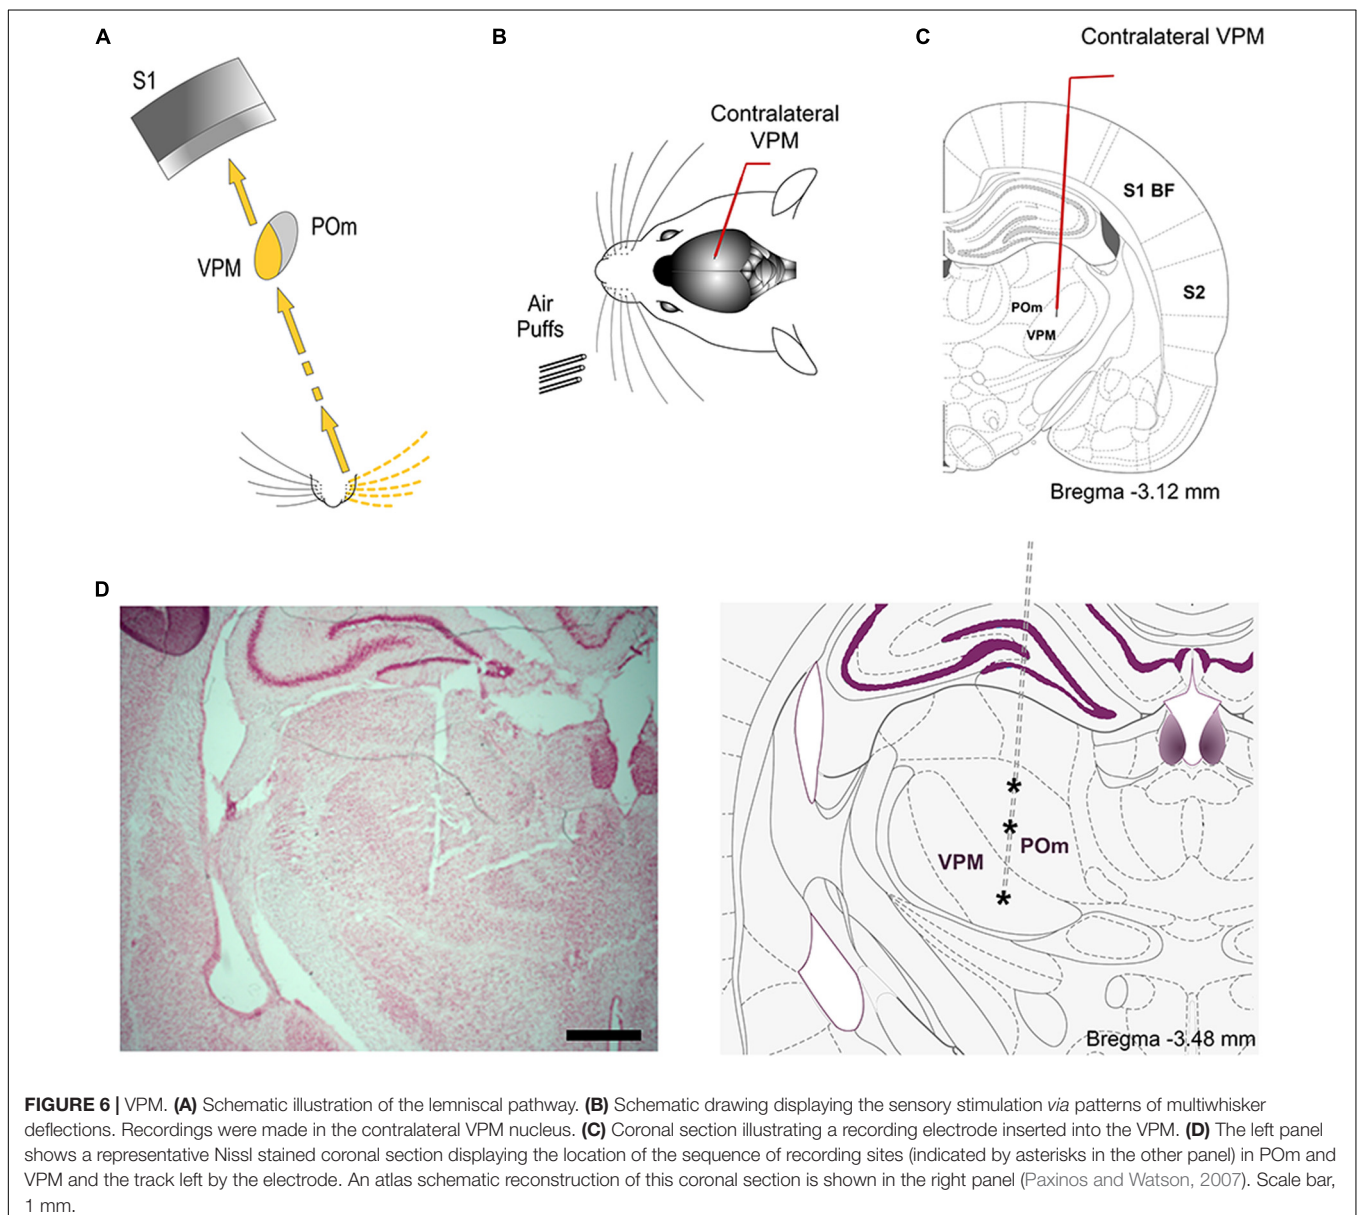 A
S1
POm
VPM
B
Contralateral
VPM
Air
Puffs
C
Contralateral VPM
S1 BF
S2
POm
VPM
Bregma -3.12 mm
D
VPM
POm
*
*
*
Bregma -3.48 mm
FIGURE 6 | VPM. (A) Schematic illustration of the lemniscal pathway. (B) Schematic drawing displaying the sensory stimulation via patterns of multiwhisker
deflections. Recordings were made in the contralateral VPM nucleus. (C) Coronal section illustrating a recording electrode inserted into the VPM. (D) The left panel
shows a representative Nissl stained coronal section displaying the location of the sequence of recording sites (indicated by asterisks in the other panel) in POm and
VPM and the track left by the electrode. An atlas schematic reconstruction of this coronal section is shown in the right panel (Paxinos and Watson, 2007). Scale bar,
1 mm.